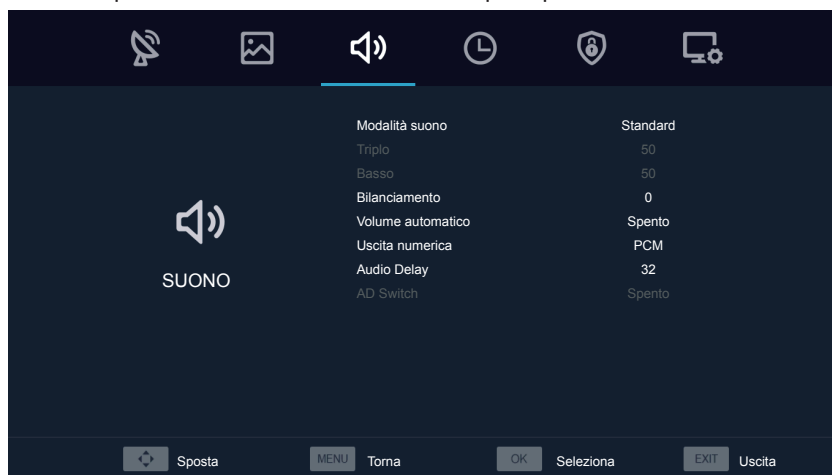 SUONO
Modalità suono Standard
Triplo 50
Basso 50
Bilanciamento 0
Volume automatico Spento
Uscita numerica PCM
Audio Delay 32
AD Switch Spento
Sposta MENU Torna OK Seleziona EXIT Uscita